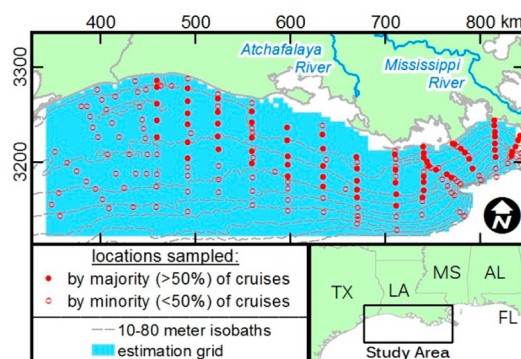 400 500 600 700 800 km
3300
3200
Atchafalaya
River
Mississippi
River
N
locations sampled:
by majority (>50%) of cruises
by minority (<50%) of cruises
10-80 meter isobaths
estimation grid
TX
LA
MS
AL
FL
Study Area